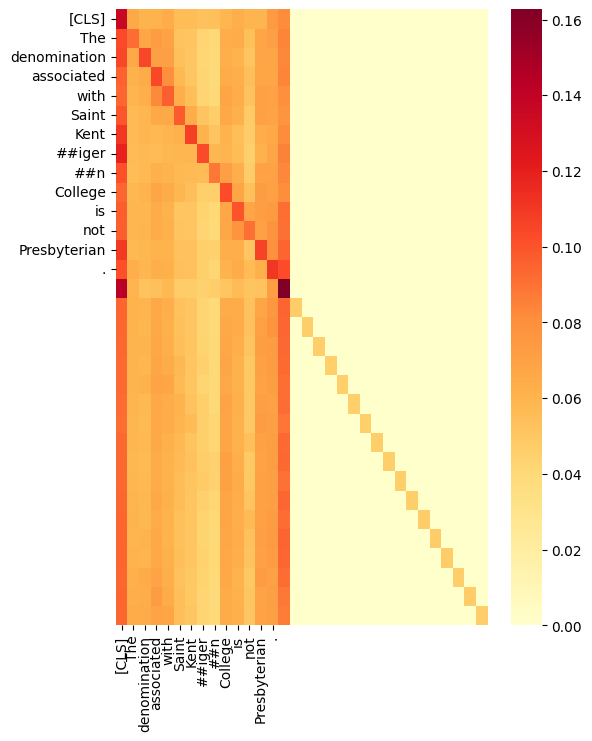 [CLS]
The
denomination
associated
with
Saint
Kent
##iger
##n
College
is
not
Presbyterian
.
0.16
0.14
0.12
0.10
0.08
0.06
0.04
0.02
0.00
[CLS]
The
denomination
associated
with
Saint
Kent
##iger
##n
College
is
not
Presbyterian
.